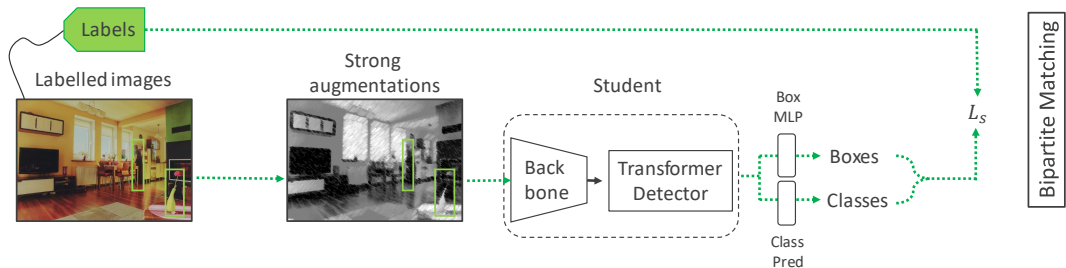 Labels
Labelled images
Strong
augmentations
Student
Back
bone
Transformer
Detector
Box
MLP
Boxes
Classes
Class
Pred
L_S
Bipartite Matching